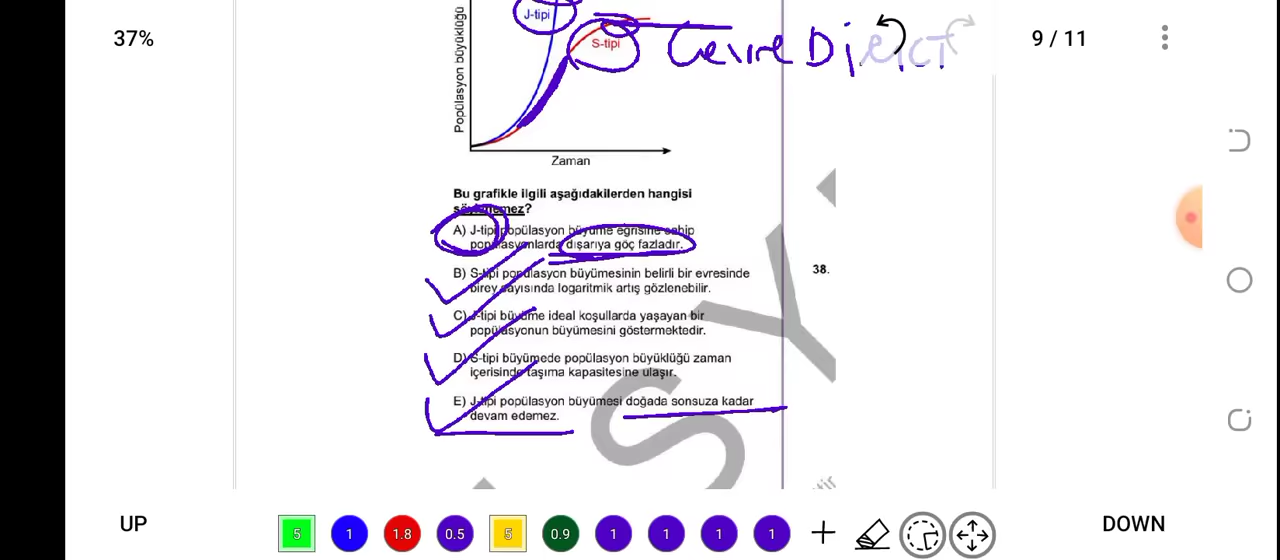 37%
9 / 11
J-tipi
S-tipi
Çevre Direnci
Popülasyon büyüklüğü
Zaman
Bu grafikle ilgili aşağıdakilerden hangisi
söylenemez?
A) J-tipi popülasyon büyüme eğrisine sahip
popülasyonlarda dışarıya göç fazladır.
B) S-tipi popülasyon büyümesinin belirli bir evresinde
birey sayısında logaritmik artış gözlenebilir.
C) J-tipi büyüme ideal koşullarda yaşayan bir
popülasyonun büyümesini göstermektedir.
D) S-tipi büyümede popülasyon büyüklüğü zaman
içerisinde taşıma kapasitesine ulaşır.
E) J-tipi popülasyon büyümesi doğada sonsuza kadar
devam edemez.
38.
S Y
UP
5
1
1.8
0.5
5
0.9
1
1
1
1
DOWN